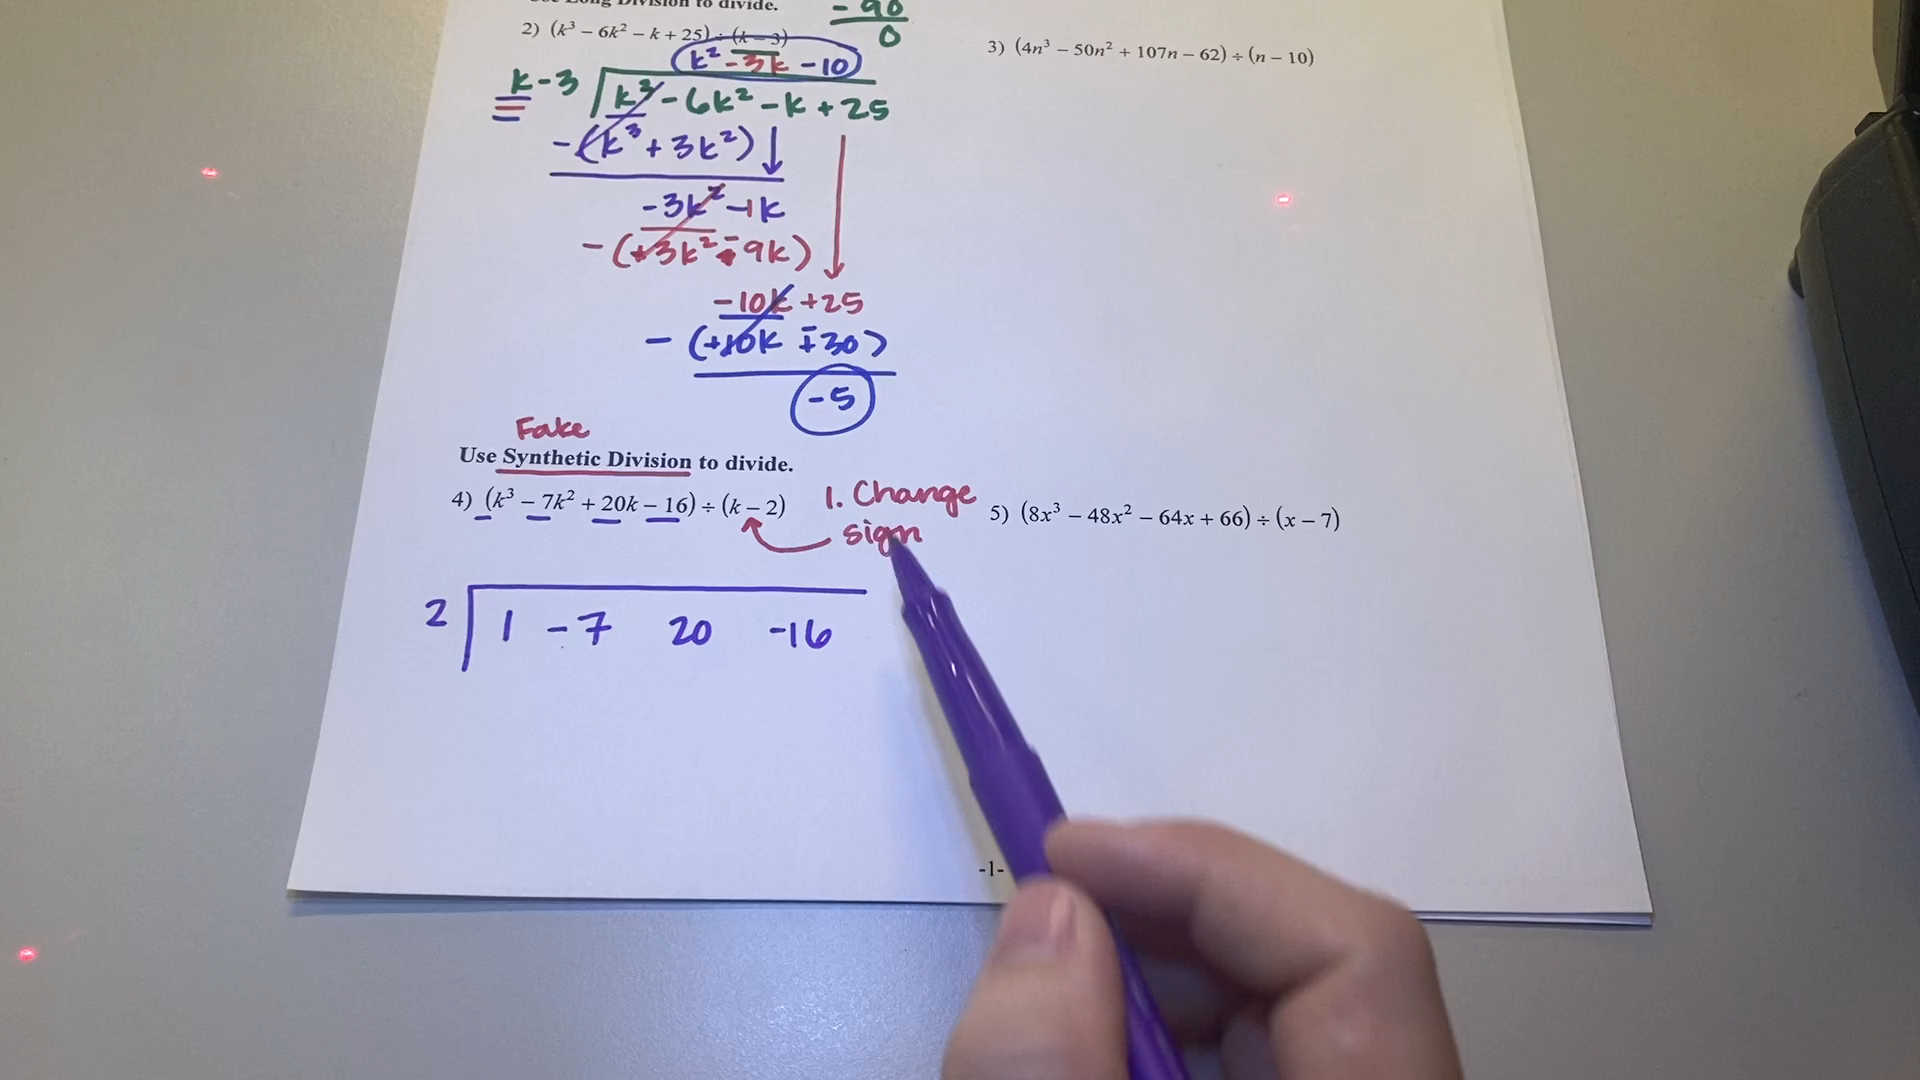 Use Long Division to divide.
- 90
0
2) (k³ − 6k² − k + 25) ÷ (k − 3)
k² -3k -10
k-3 k³ -6k² -k +25
-(k³ +3k²)
-3k² -1k
-(+3k² - 9k)
-10k +25
-(+10k - 30)
-5
3) (4n³ − 50n² + 107n − 62) ÷ (n − 10)
Fake
Use Synthetic Division to divide.
4) (k³ − 7k² + 20k − 16) ÷ (k − 2)
1. Change
sign
2 1 -7 20 -16
5) (8x³ − 48x² − 64x + 66) ÷ (x − 7)
-1-